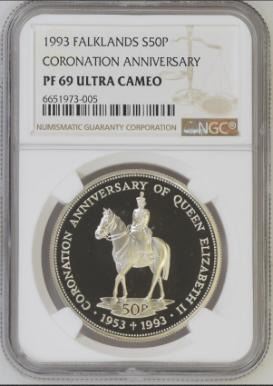 1993 FALKLANDS S50P
CORONATION ANNIVERSARY
PF 69 ULTRA CAMEO
6651973-005
NUMISMATIC GUARANTY CORPORATION
NGC
CORONATION ANNIVERSARY OF QUEEN ELIZABETH II
50P
· 1953 † 1993 ·